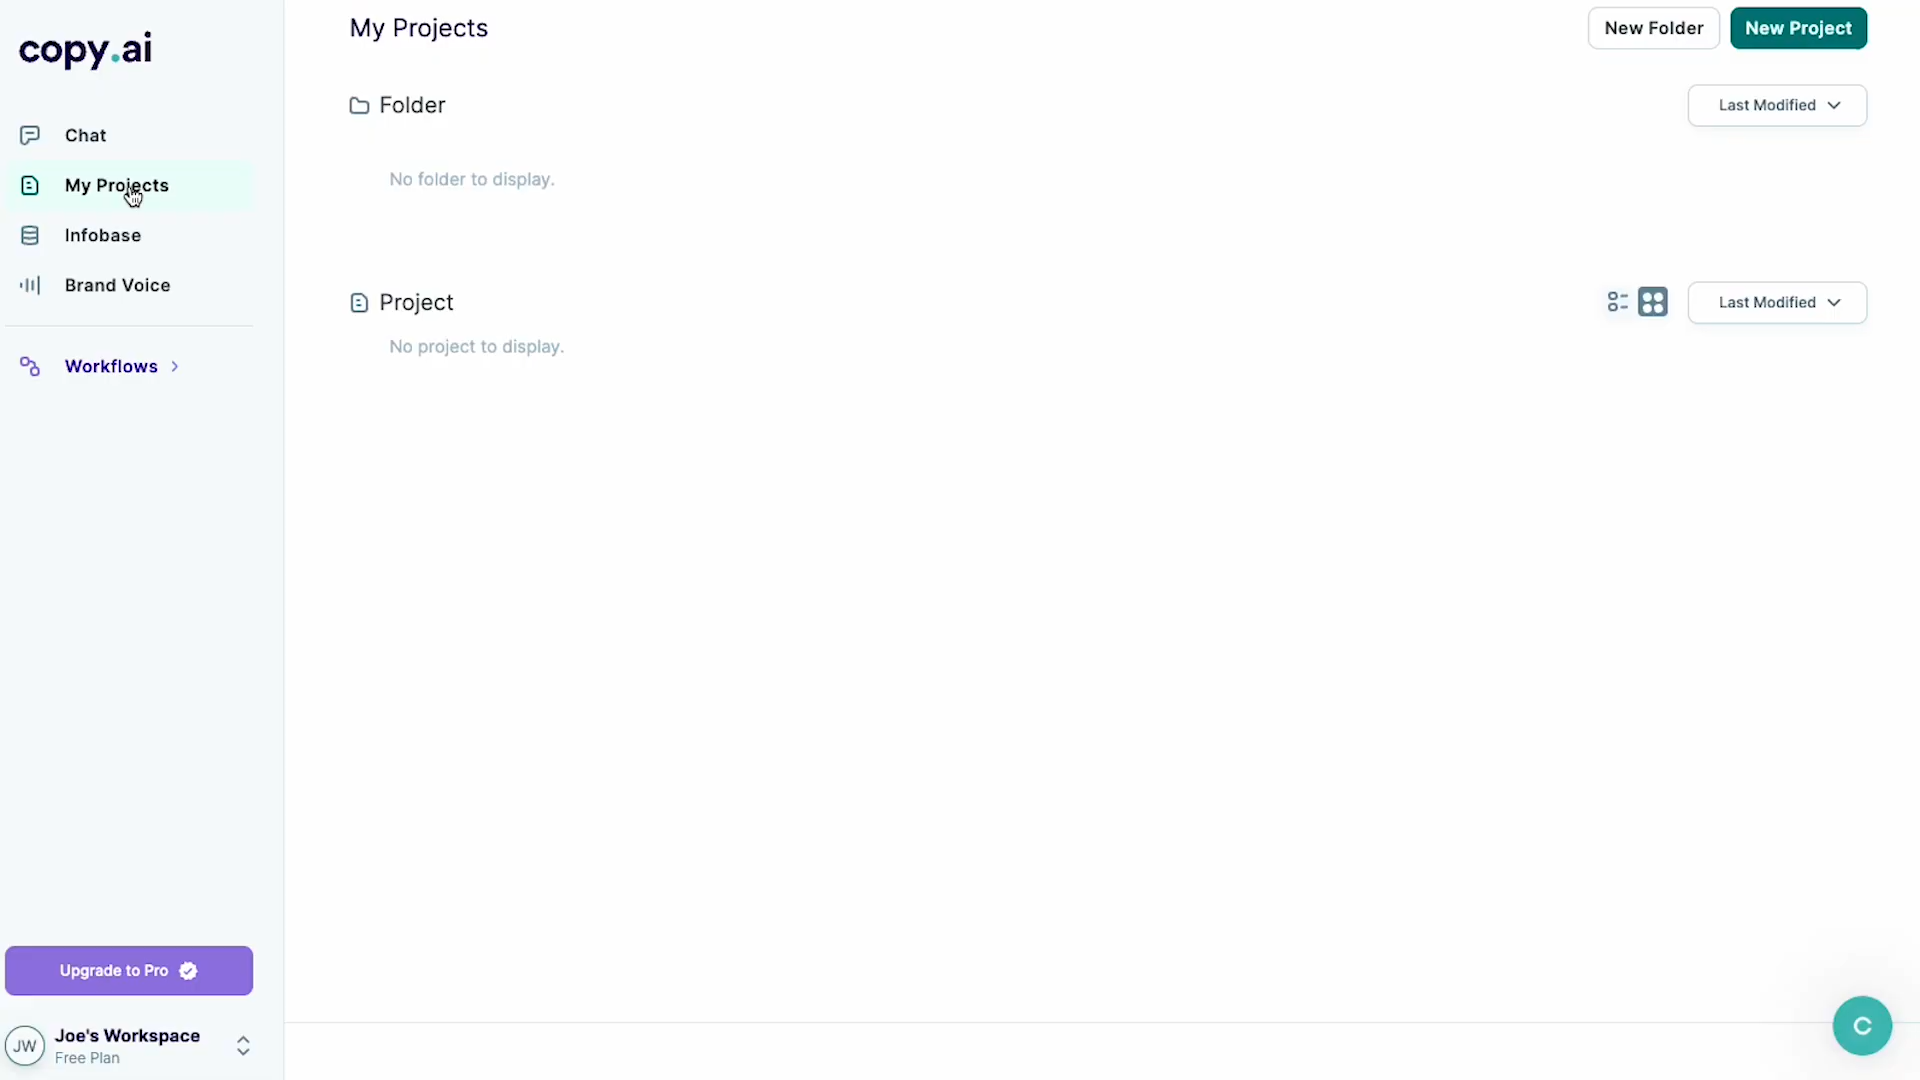 copy.ai
Chat
My Projects
Infobase
Brand Voice
Workflows
Upgrade to Pro
JW
Joe's Workspace
Free Plan
My Projects
New Folder
New Project
Folder
Last Modified
No folder to display.
Project
Last Modified
No project to display.
C